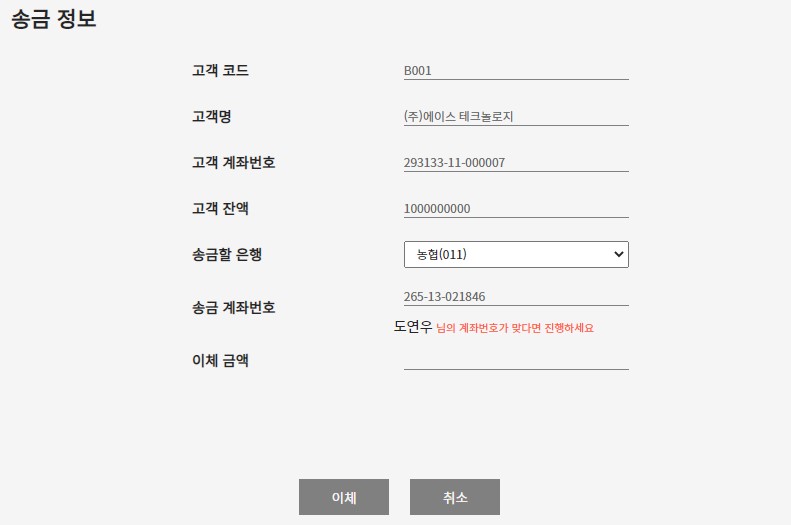 송금 정보
고객 코드 B001
고객명 (주)에이스 테크놀로지
고객 계좌번호 293133-11-000007
고객 잔액 1000000000
송금할 은행 농협(011)
송금 계좌번호 265-13-021846
도연우 님의 계좌번호가 맞다면 진행하세요
이체 금액
이체 취소